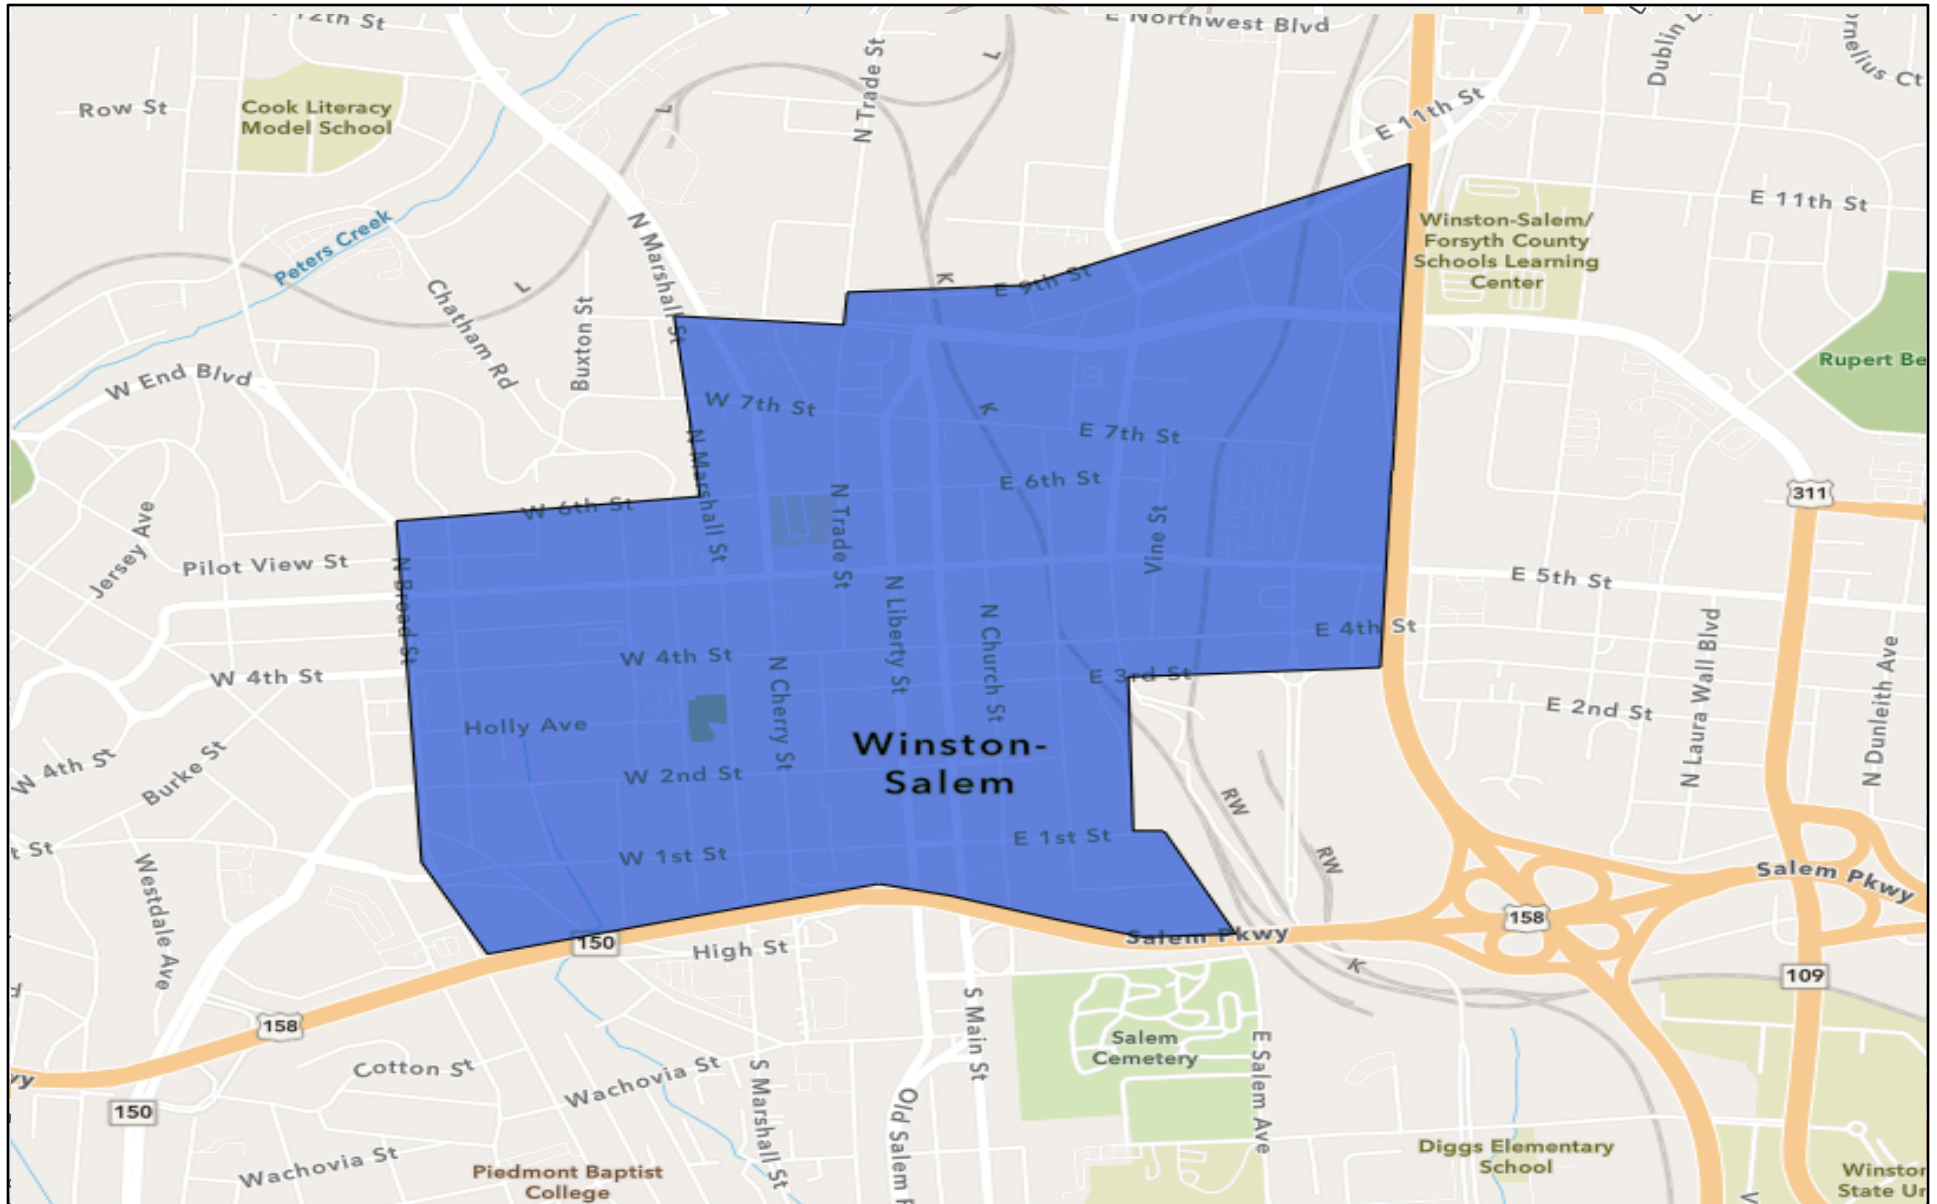 12th St
E Northwest Blvd
Dublin
Cornelius Ct
Row St
Cook Literacy
Model School
L
L
N Trade St
E 11th St
E 11th St
Winston-Salem/
Forsyth County
Schools Learning
Center
Peters Creek
N Marshall St
K
E 9th St
L
Chatham Rd
Buxton St
W End Blvd
Rupert Be
W 7th St
K
E 7th St
N Marshall St
E 6th St
311
W 6th St
N Trade St
Vine St
Jersey Ave
Pilot View St
N Broad St
E 5th St
N Liberty St
N Church St
E 4th St
W 4th St
W 4th St
E 3rd St
N Laura Wall Blvd
N Dunleith Ave
Holly Ave
N Cherry St
E 2nd St
Winston-
Salem
W 4th St
Burke St
W 2nd St
RW
E 1st St
W 1st St
t St
RW
Westdale Ave
Salem Pkwy
158
150
High St
Salem Pkwy
K
109
S Main St
158
Salem
Cemetery
E Salem Ave
Cotton St
Wachovia St
S Marshall St
Old Salem R
150
Wachovia St
Piedmont Baptist
College
Diggs Elementary
School
Winston
State Un